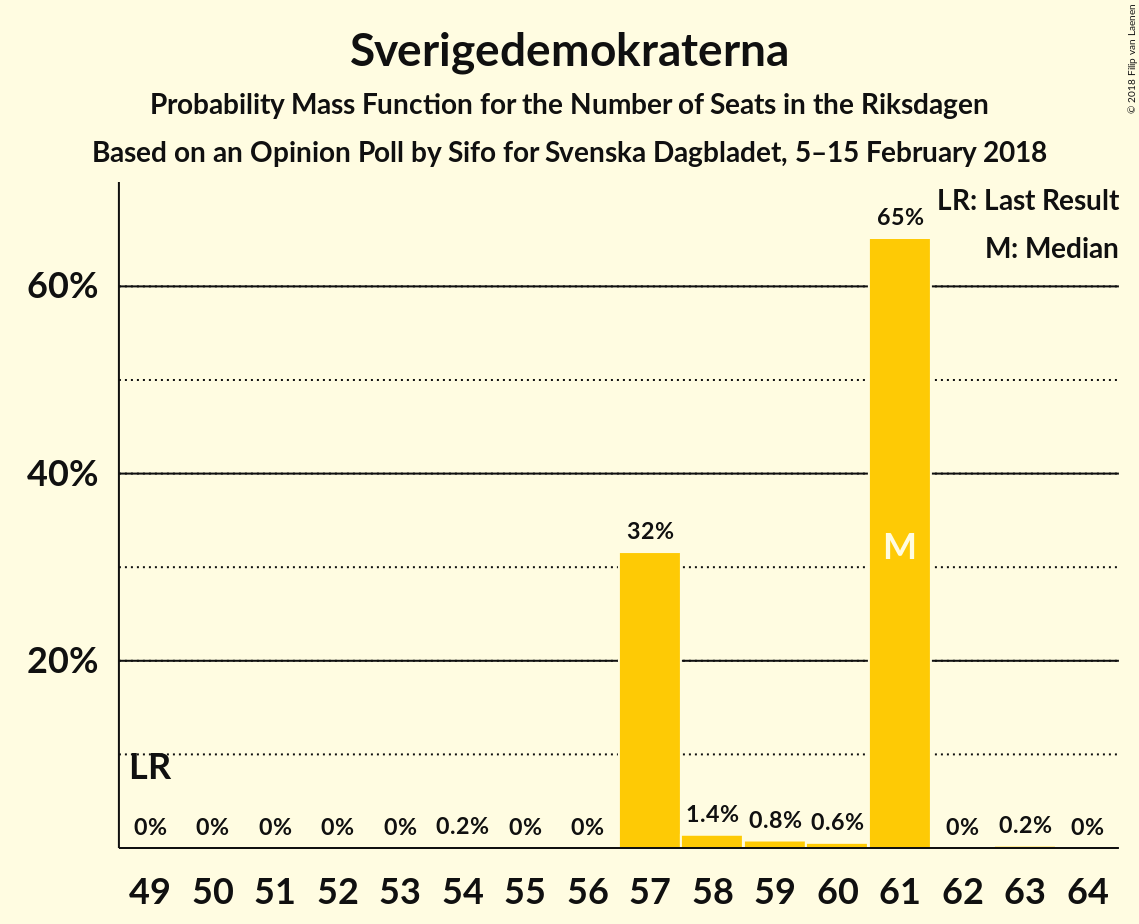 Sverigedemokraterna
Probability Mass Function for the Number of Seats in the Riksdagen
Based on an Opinion Poll by Sifo for Svenska Dagbladet, 5–15 February 2018
© 2018 Filip van Laenen
LR: Last Result
M: Median
60%
40%
20%
65%
32%
M
LR
0% 0% 0% 0% 0% 0.2% 0% 0% 1.4% 0.8% 0.6% 0% 0.2% 0%
49 50 51 52 53 54 55 56 57 58 59 60 61 62 63 64